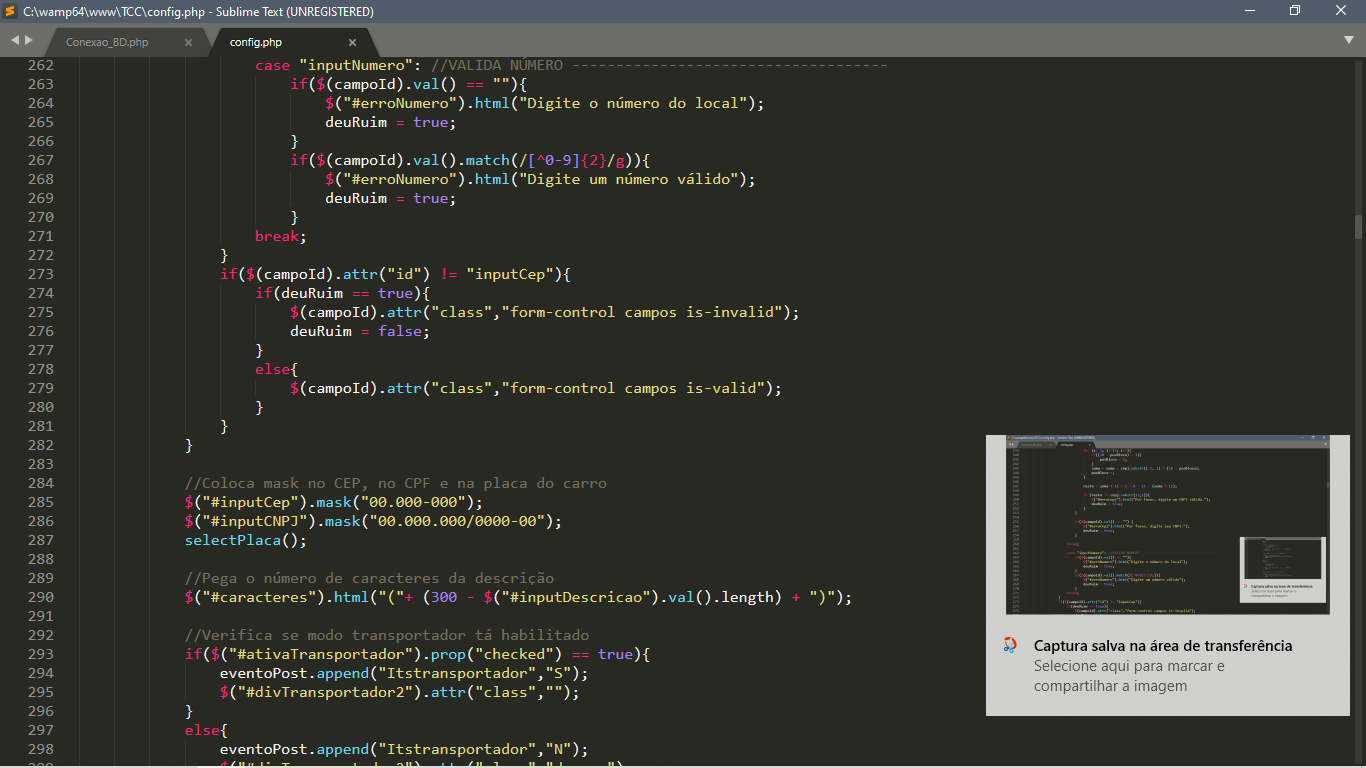 C:\wamp64\www\TCC\config.php - Sublime Text (UNREGISTERED)
Conexao_BD.php
config.php
262 case "inputNumero": //VALIDA NÚMERO ------------------------------------
263 if($(campoId).val() == ""){
264 $("#erroNumero").html("Digite o número do local");
265 deuRuim = true;
266 }
267 if($(campoId).val().match(/[^0-9]{2}/g)){
268 $("#erroNumero").html("Digite um número válido");
269 deuRuim = true;
270 }
271 break;
272 }
273 if($(campoId).attr("id") != "inputCep"){
274 if(deuRuim == true){
275 $(campoId).attr("class","form-control campos is-invalid");
276 deuRuim = false;
277 }
278 else{
279 $(campoId).attr("class","form-control campos is-valid");
280 }
281 }
282 }
283
284 //Coloca mask no CEP, no CPF e na placa do carro
285 $("#inputCep").mask("00.000-000");
286 $("#inputCNPJ").mask("00.000.000/0000-00");
287 selectPlaca();
288
289 //Pega o número de caracteres da descrição
290 $("#caracteres").html("("+ (300 - $("#inputDescricao").val().length) + ")");
291
292 //Verifica se modo transportador tá habilitado
293 if($("#ativaTransportador").prop("checked") == true){
294 eventoPost.append("Itstransportador","S");
295 $("#divTransportador2").attr("class","");
296 }
297 else{
298 eventoPost.append("Itstransportador","N");
Captura salva na área de transferência
Selecione aqui para marcar e
compartilhar a imagem